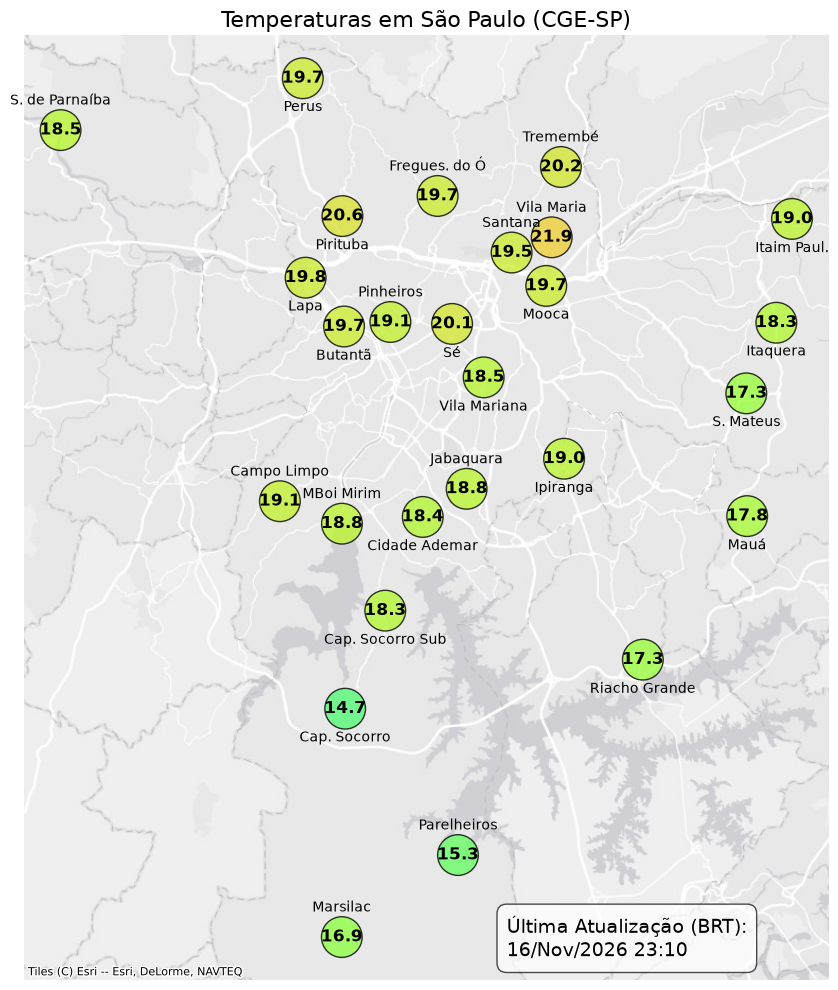 Temperaturas em São Paulo (CGE-SP)
19.7
Perus
S. de Parnaíba
18.5
Tremembé
20.2
Fregues. do Ó
19.7
20.6
Pirituba
Vila Maria
21.9
Santana
19.5
19.0
Itaim Paul.
19.8
Lapa
19.7
Mooca
Pinheiros
19.1
19.7
Butantã
20.1
Sé
18.3
Itaquera
18.5
Vila Mariana
17.3
S. Mateus
Jabaquara
18.8
19.0
Ipiranga
Campo Limpo
19.1
MBoi Mirim
18.8
18.4
Cidade Ademar
17.8
Mauá
18.3
Cap. Socorro Sub
17.3
Riacho Grande
14.7
Cap. Socorro
Parelheiros
15.3
Marsilac
16.9
Última Atualização (BRT):
16/Nov/2026 23:10
Tiles (C) Esri -- Esri, DeLorme, NAVTEQ